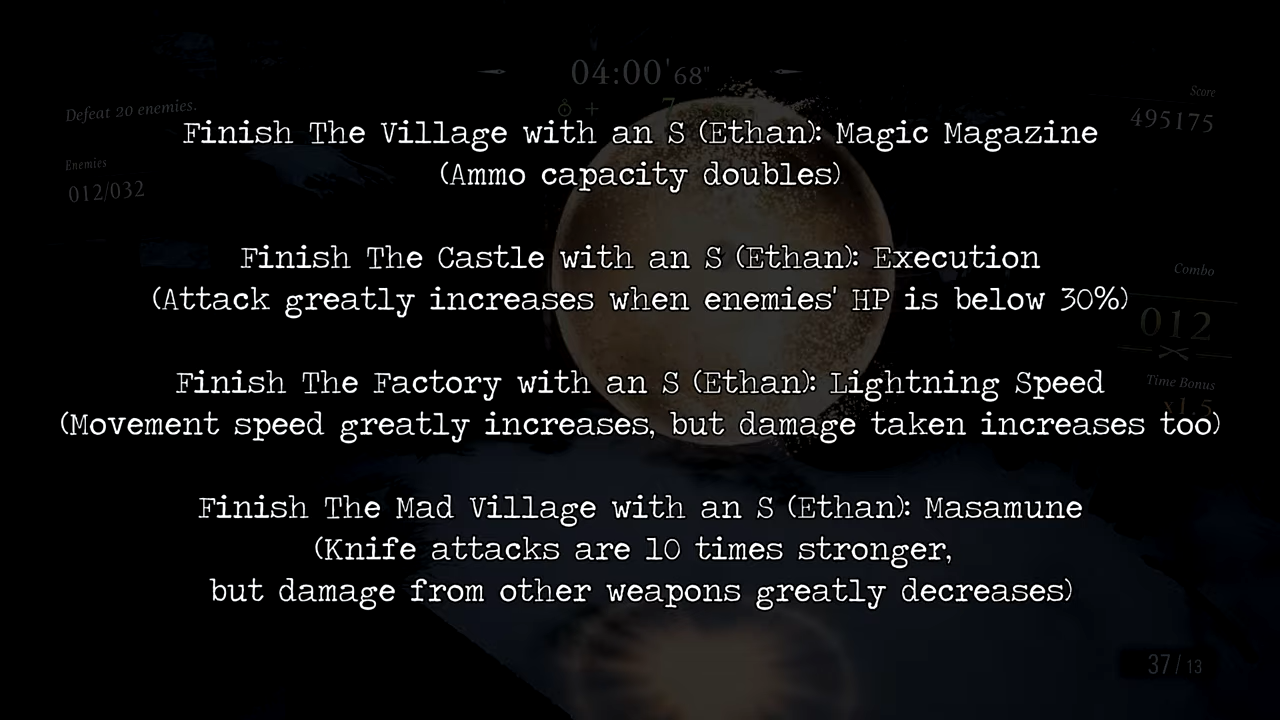 04:00'68"
Defeat 20 enemies.
Score
495175
Finish The Village with an S (Ethan): Magic Magazine
(Ammo capacity doubles)
Enemies
012/032
Finish The Castle with an S (Ethan): Execution
(Attack greatly increases when enemies' HP is below 30%)
Combo
012
Finish The Factory with an S (Ethan): Lightning Speed
(Movement speed greatly increases, but damage taken increases too)
Time Bonus
x1.5
Finish The Mad Village with an S (Ethan): Masamune
(Knife attacks are 10 times stronger,
but damage from other weapons greatly decreases)
37/13